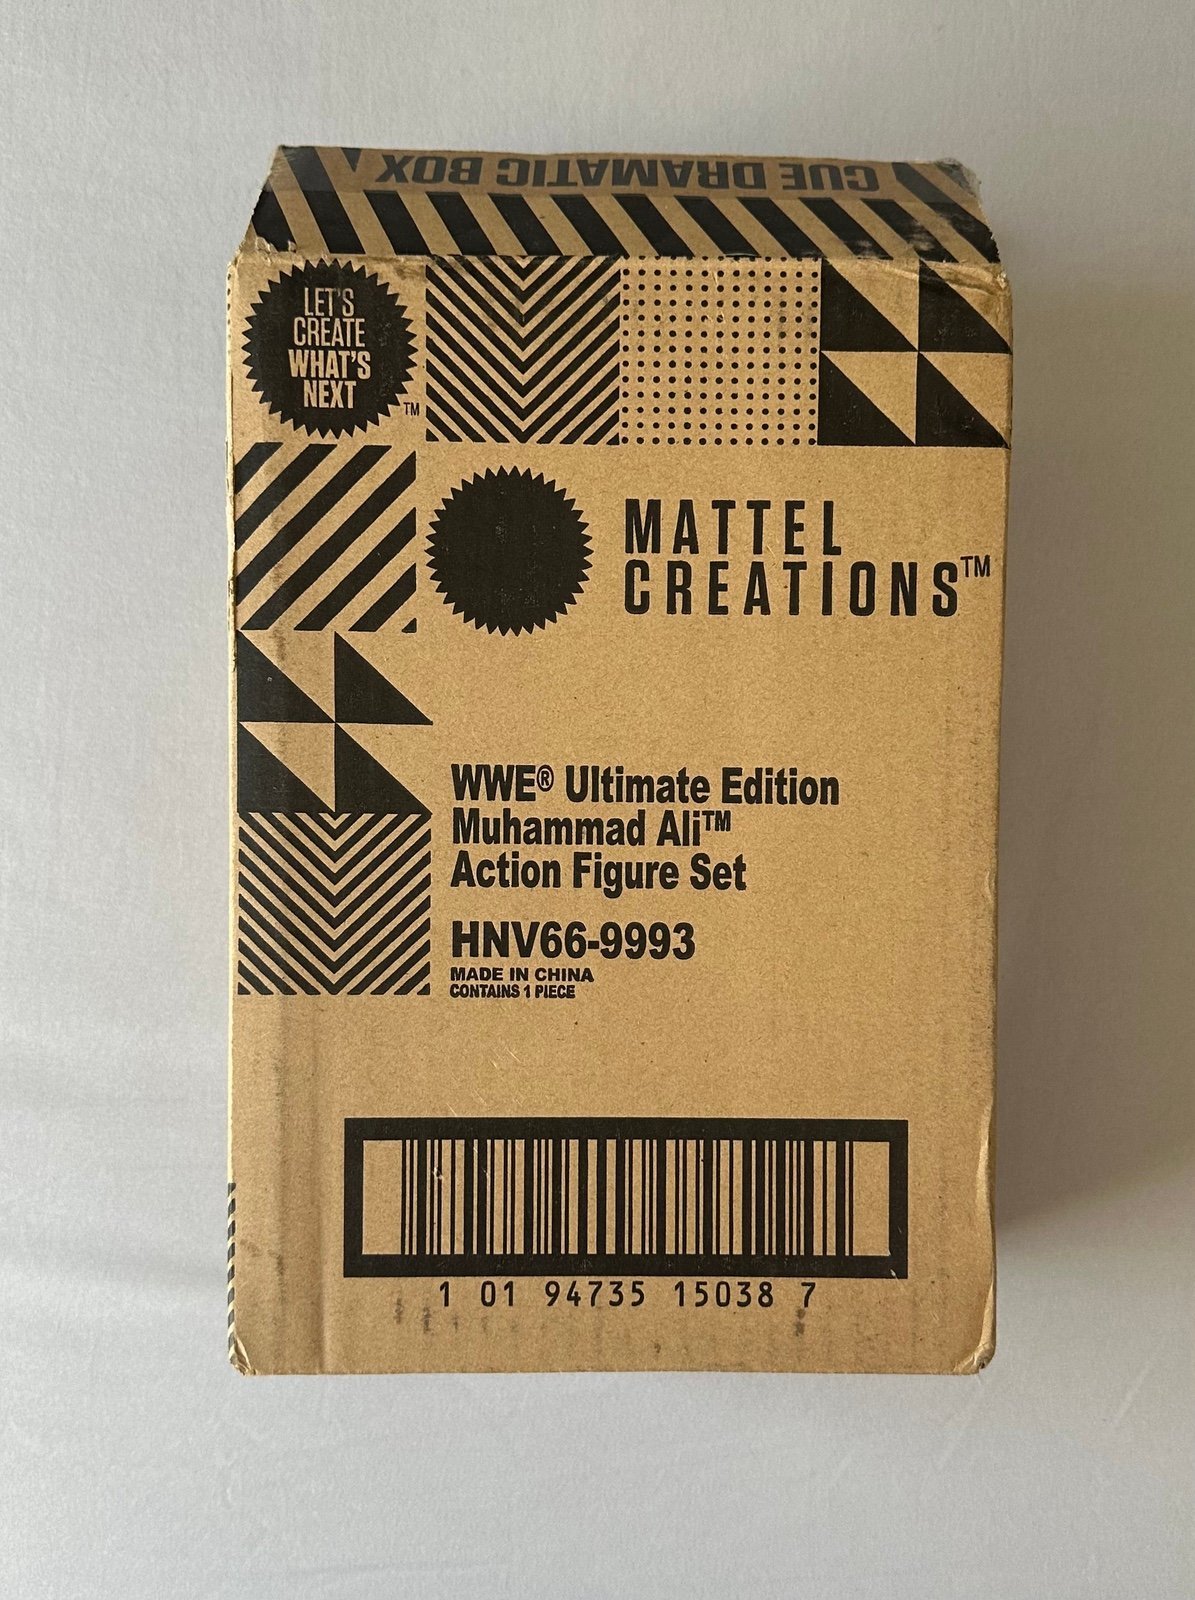 CUE DRAMATIC BOX
LET'S
CREATE
WHAT'S
NEXT
TM
MATTEL
CREATIONS™
WWE® Ultimate Edition
Muhammad Ali™
Action Figure Set
HNV66-9993
MADE IN CHINA
CONTAINS 1 PIECE
1 01 94735 15038 7